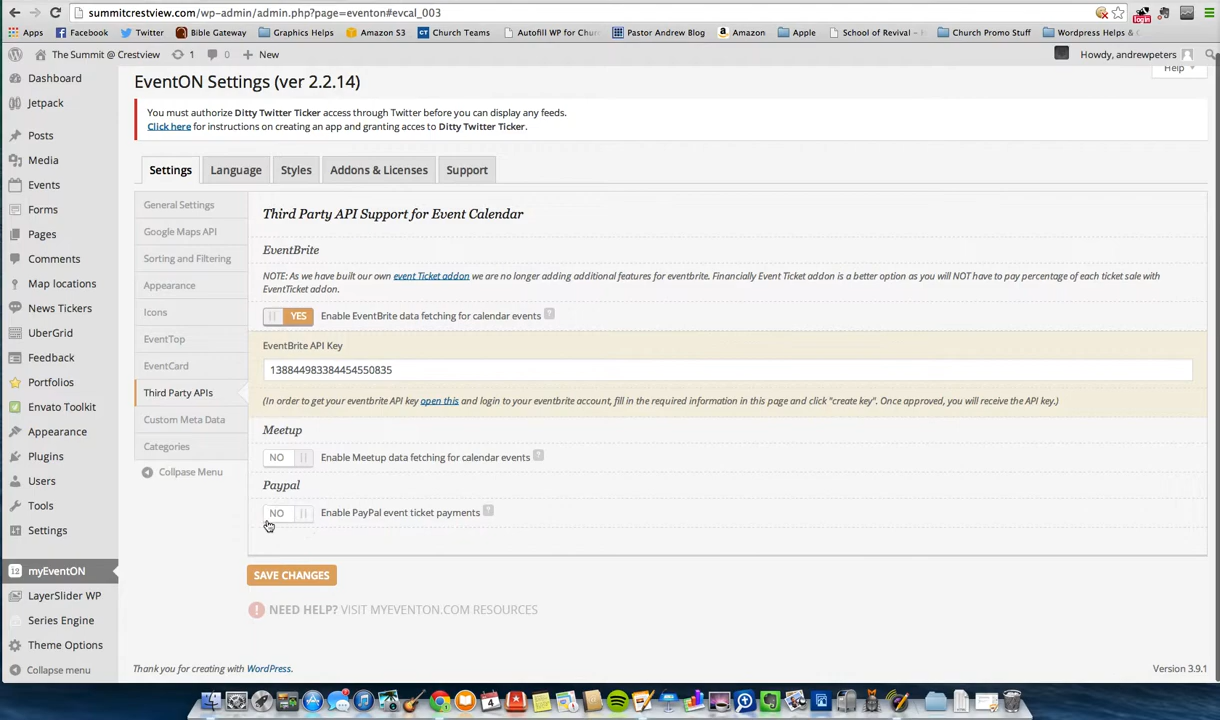 summitcrestview.com/wp-admin/admin.php?page=eventon#evcal_003
login
Apps Facebook Twitter Bible Gateway Graphics Helps Amazon S3 Church Teams Autofill WP for Chur Pastor Andrew Blog Amazon Apple School of Revival - H Church Promo Stuff Wordpress Helps &
The Summit @ Crestview 1 0 + New Howdy, andrewpeters
Help
Dashboard
Jetpack
Posts
Media
Events
Forms
Pages
Comments
Map locations
News Tickers
UberGrid
Feedback
Portfolios
Envato Toolkit
Appearance
Plugins
Users
Tools
Settings
12 myEventON
LayerSlider WP
Series Engine
Theme Options
Collapse menu
EventON Settings (ver 2.2.14)
You must authorize Ditty Twitter Ticker access through Twitter before you can display any feeds.
Click here for instructions on creating an app and granting acces to Ditty Twitter Ticker.
Settings Language Styles Addons & Licenses Support
General Settings
Google Maps API
Sorting and Filtering
Appearance
Icons
EventTop
EventCard
Third Party APIs
Custom Meta Data
Categories
Collpase Menu
Third Party API Support for Event Calendar
EventBrite
NOTE: As we have built our own event Ticket addon we are no longer adding additional features for eventbrite. Financially Event Ticket addon is a better option as you will NOT have to pay percentage of each ticket sale with
EventTicket addon.
YES Enable EventBrite data fetching for calendar events ?
EventBrite API Key
138844983384454550835
(In order to get your eventbrite API key open this and login to your eventbrite account, fill in the required information in this page and click "create key". Once approved, you will receive the API key.)
Meetup
NO Enable Meetup data fetching for calendar events ?
Paypal
NO Enable PayPal event ticket payments ?
SAVE CHANGES
! NEED HELP? VISIT MYEVENTON.COM RESOURCES
Thank you for creating with WordPress. Version 3.9.1
4